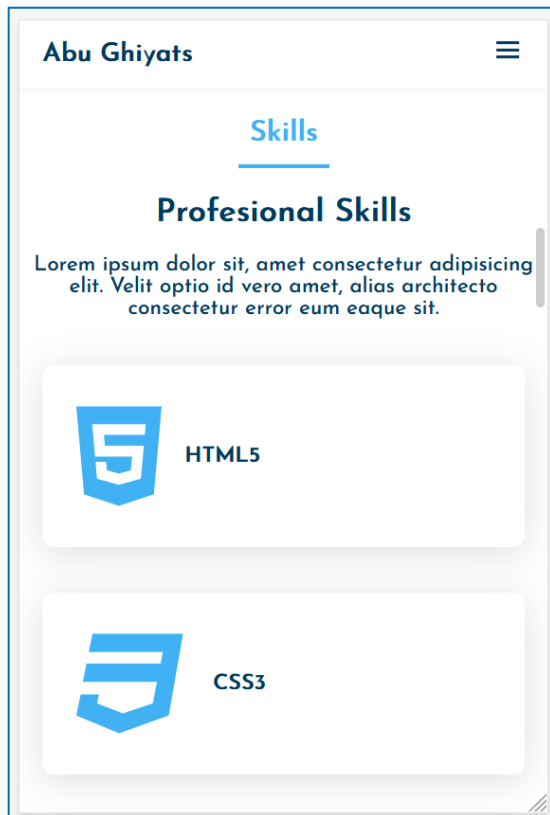 Abu Ghiyats
Skills
Profesional Skills
Lorem ipsum dolor sit, amet consectetur adipisicing
elit. Velit optio id vero amet, alias architecto
consectetur error eum eaque sit.
HTML5
CSS3